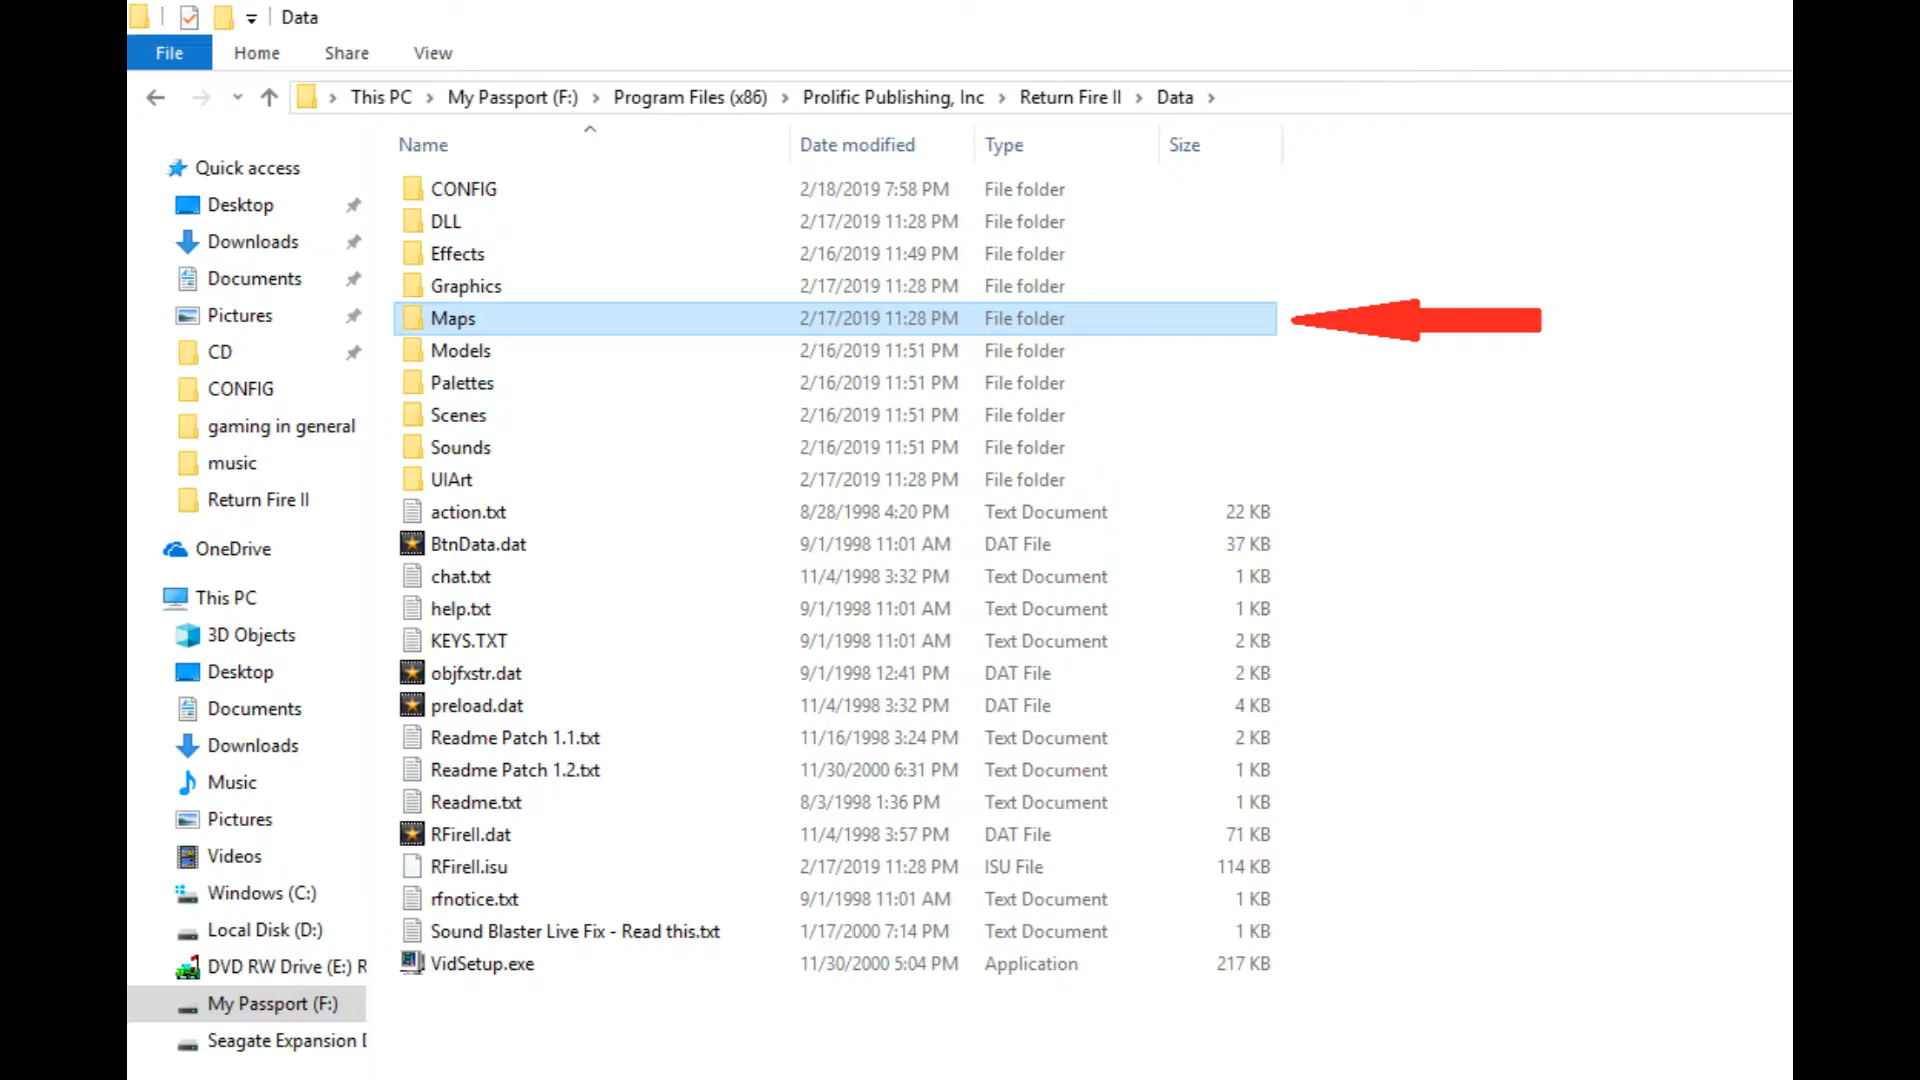 Data
File Home Share View
This PC My Passport (F:) Program Files (x86) Prolific Publishing, Inc Return Fire II Data
Quick access
Desktop
Downloads
Documents
Pictures
CD
CONFIG
gaming in general
music
Return Fire II
OneDrive
This PC
3D Objects
Desktop
Documents
Downloads
Music
Pictures
Videos
Windows (C:)
Local Disk (D:)
DVD RW Drive (E:) R
My Passport (F:)
Seagate Expansion D
Name Date modified Type Size
CONFIG 2/18/2019 7:58 PM File folder
DLL 2/17/2019 11:28 PM File folder
Effects 2/16/2019 11:49 PM File folder
Graphics 2/17/2019 11:28 PM File folder
Maps 2/17/2019 11:28 PM File folder
Models 2/16/2019 11:51 PM File folder
Palettes 2/16/2019 11:51 PM File folder
Scenes 2/16/2019 11:51 PM File folder
Sounds 2/16/2019 11:51 PM File folder
UIArt 2/17/2019 11:28 PM File folder
action.txt 8/28/1998 4:20 PM Text Document 22 KB
BtnData.dat 9/1/1998 11:01 AM DAT File 37 KB
chat.txt 11/4/1998 3:32 PM Text Document 1 KB
help.txt 9/1/1998 11:01 AM Text Document 1 KB
KEYS.TXT 9/1/1998 11:01 AM Text Document 2 KB
objfxstr.dat 9/1/1998 12:41 PM DAT File 2 KB
preload.dat 11/4/1998 3:32 PM DAT File 4 KB
Readme Patch 1.1.txt 11/16/1998 3:24 PM Text Document 2 KB
Readme Patch 1.2.txt 11/30/2000 6:31 PM Text Document 1 KB
Readme.txt 8/3/1998 1:36 PM Text Document 1 KB
RFireII.dat 11/4/1998 3:57 PM DAT File 71 KB
RFireII.isu 2/17/2019 11:28 PM ISU File 114 KB
rfnotice.txt 9/1/1998 11:01 AM Text Document 1 KB
Sound Blaster Live Fix - Read this.txt 1/17/2000 7:14 PM Text Document 1 KB
VidSetup.exe 11/30/2000 5:04 PM Application 217 KB